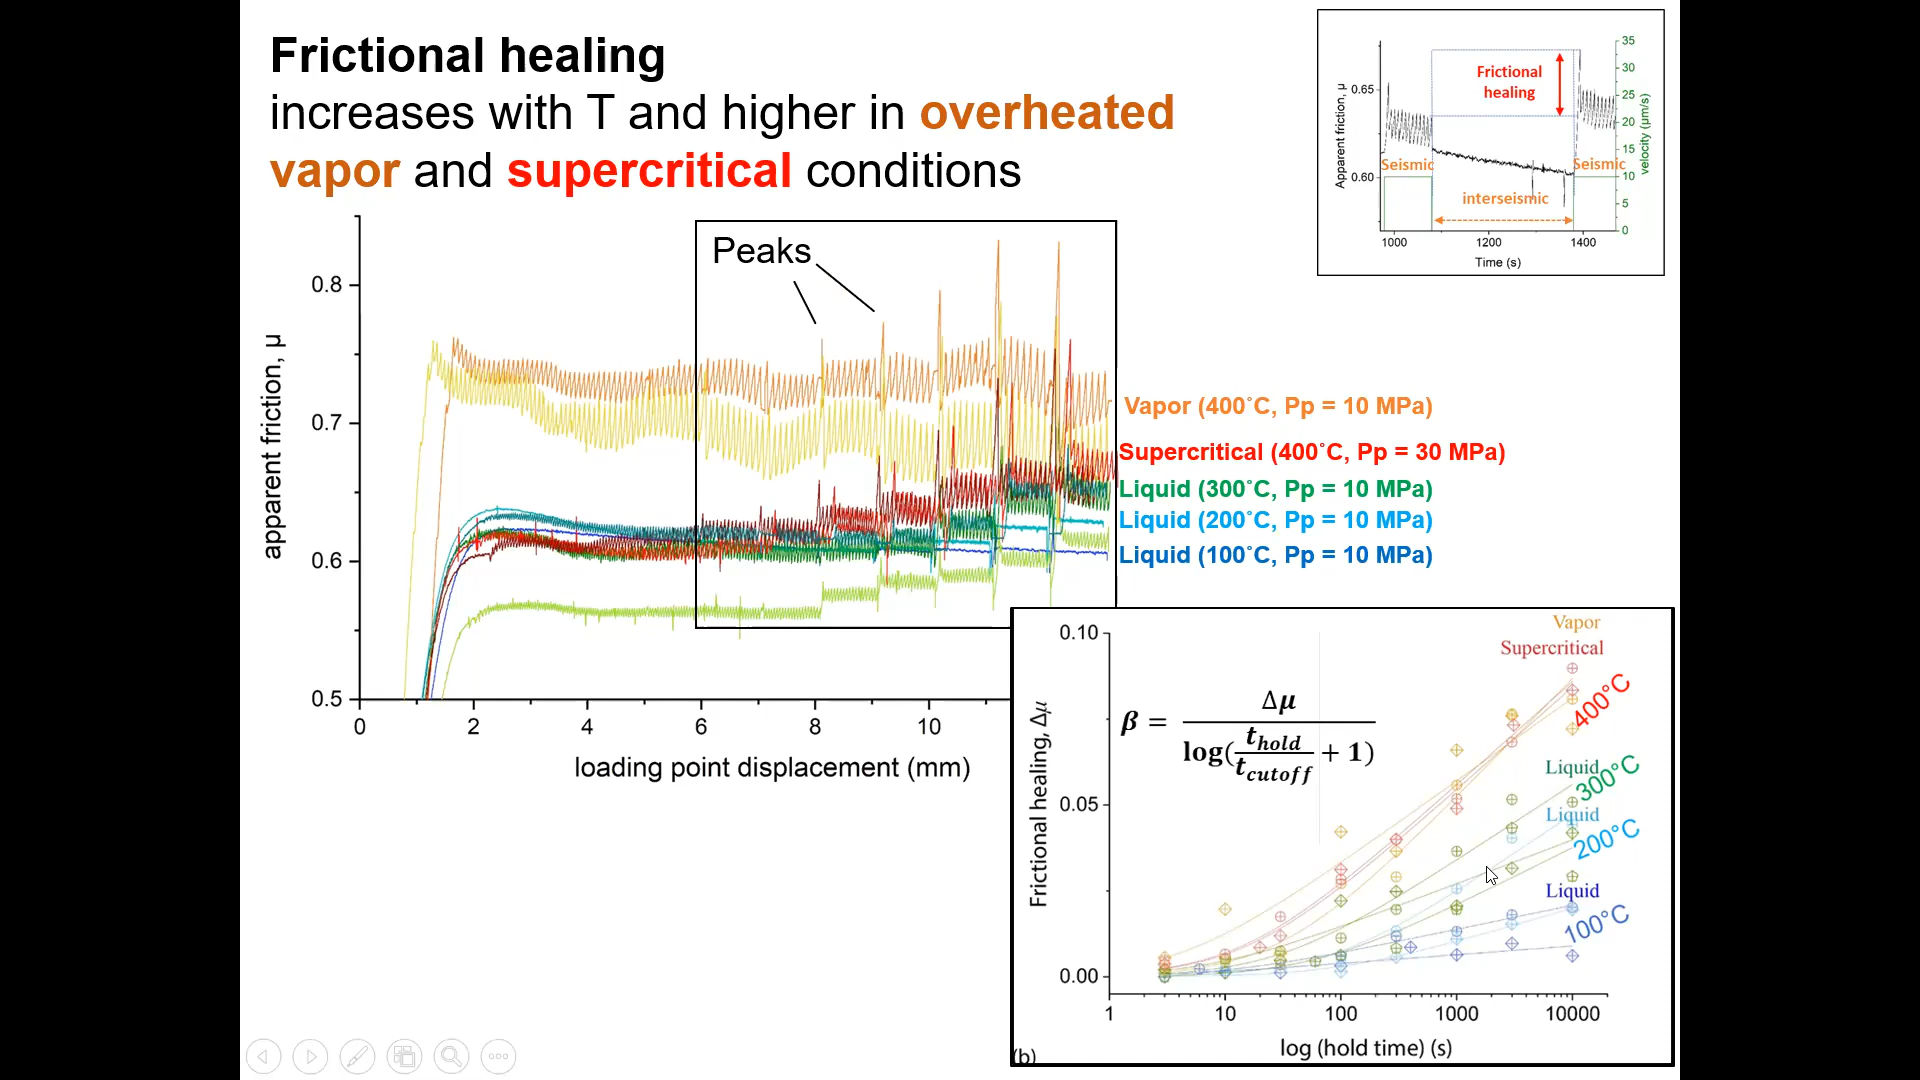 Frictional healing
increases with T and higher in overheated
vapor and supercritical conditions
Apparent friction, μ
0.65
0.60
Frictional
healing
Seismic
Seismic
interseismic
35
30
25
20
15
10
5
0
velocity (μm/s)
1000
1200
1400
Time (s)
Peaks
apparent friction, μ
0.8
0.7
0.6
0.5
0
2
4
6
8
10
loading point displacement (mm)
Vapor (400°C, Pp = 10 MPa)
Supercritical (400°C, Pp = 30 MPa)
Liquid (300°C, Pp = 10 MPa)
Liquid (200°C, Pp = 10 MPa)
Liquid (100°C, Pp = 10 MPa)
Frictional healing, Δμ
0.10
0.05
0.00
β = Δμ / log(t_hold / t_cutoff + 1)
Vapor
Supercritical
400°C
Liquid
300°C
Liquid
200°C
Liquid
100°C
1
10
100
1000
10000
log (hold time) (s)
(b)